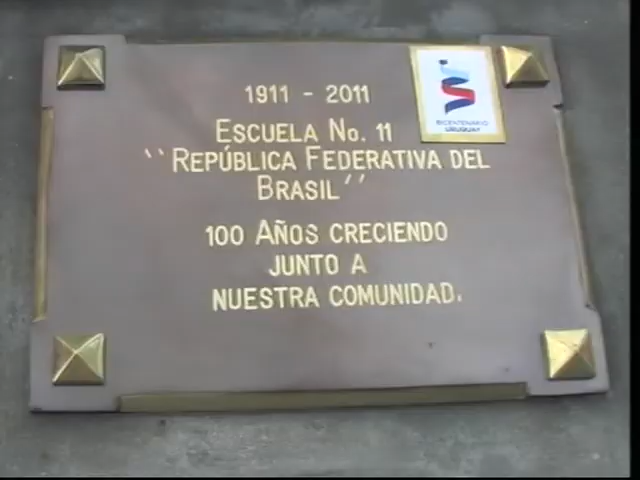 1911 - 2011
BICENTENARIO
URUGUAY
ESCUELA No. 11
"REPÚBLICA FEDERATIVA DEL
BRASIL"
100 AÑOS CRECIENDO
JUNTO A
NUESTRA COMUNIDAD.